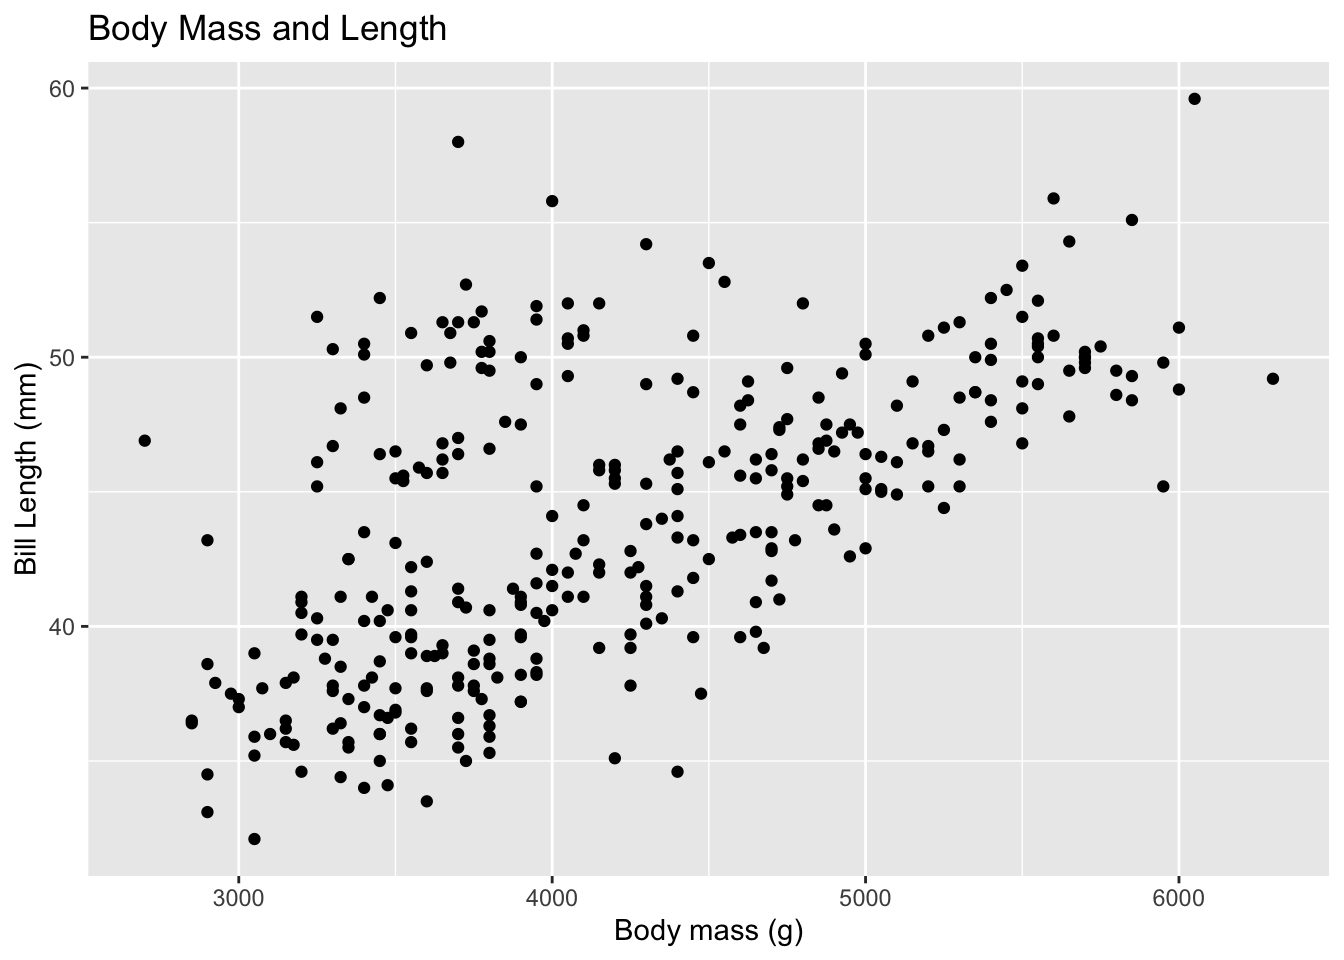 Body Mass and Length
60
50
40
Bill Length (mm)
3000 4000 5000 6000
Body mass (g)